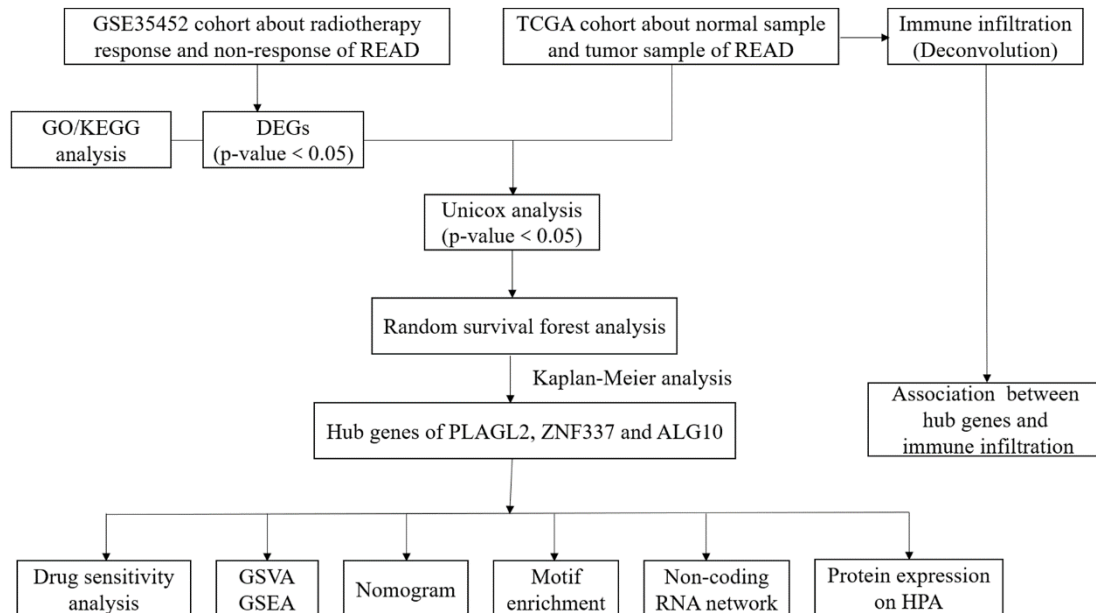 GSE35452 cohort about radiotherapy
response and non-response of READ
TCGA cohort about normal sample
and tumor sample of READ
Immune infiltration
(Deconvolution)
GO/KEGG
analysis
DEGs
(p-value < 0.05)
Unicox analysis
(p-value < 0.05)
Random survival forest analysis
Kaplan-Meier analysis
Hub genes of PLAGL2, ZNF337 and ALG10
Association between
hub genes and
immune infiltration
Drug sensitivity
analysis
GSVA
GSEA
Nomogram
Motif
enrichment
Non-coding
RNA network
Protein expression
on HPA